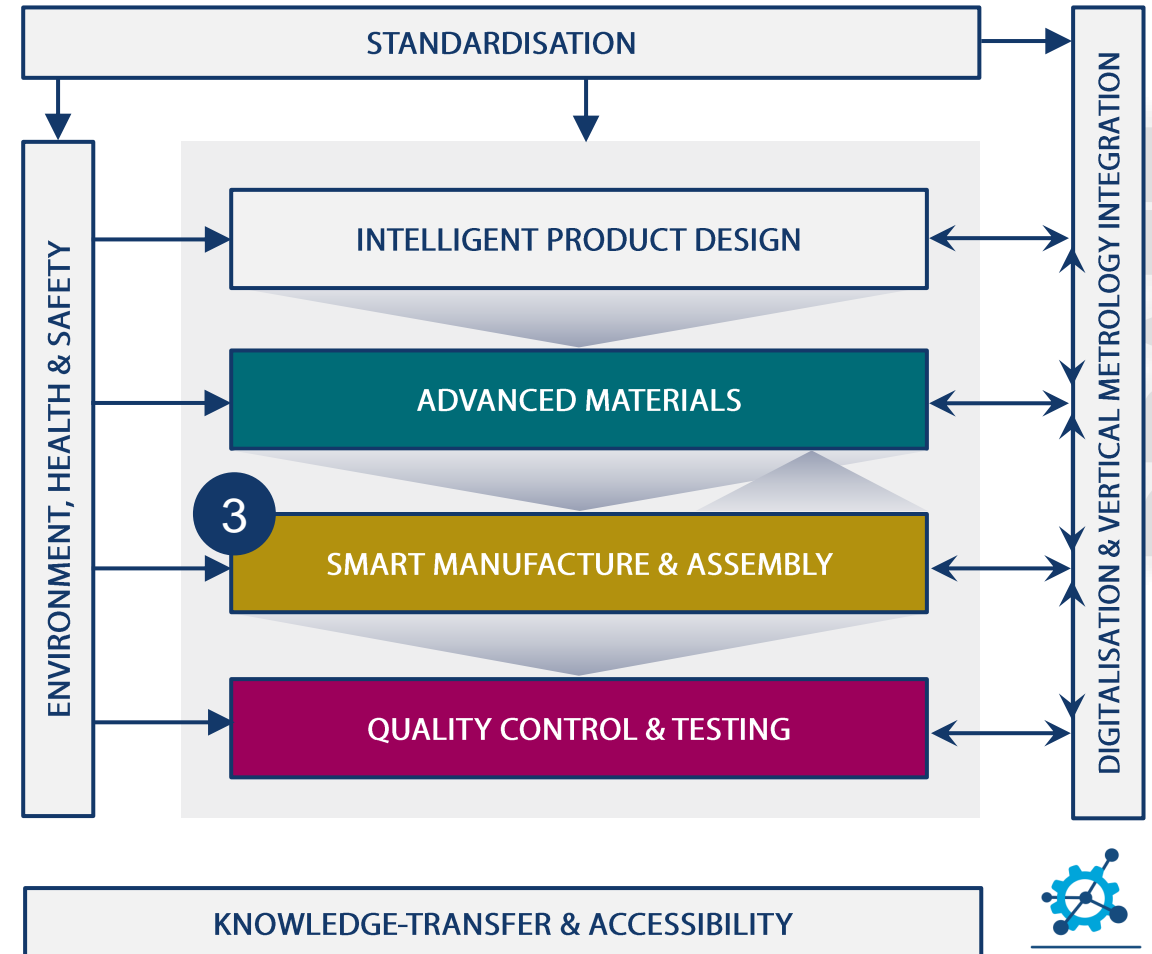 STANDARDISATION
ENVIRONMENT, HEALTH & SAFETY
INTELLIGENT PRODUCT DESIGN
ADVANCED MATERIALS
3
SMART MANUFACTURE & ASSEMBLY
QUALITY CONTROL & TESTING
DIGITALISATION & VERTICAL METROLOGY INTEGRATION
KNOWLEDGE-TRANSFER & ACCESSIBILITY